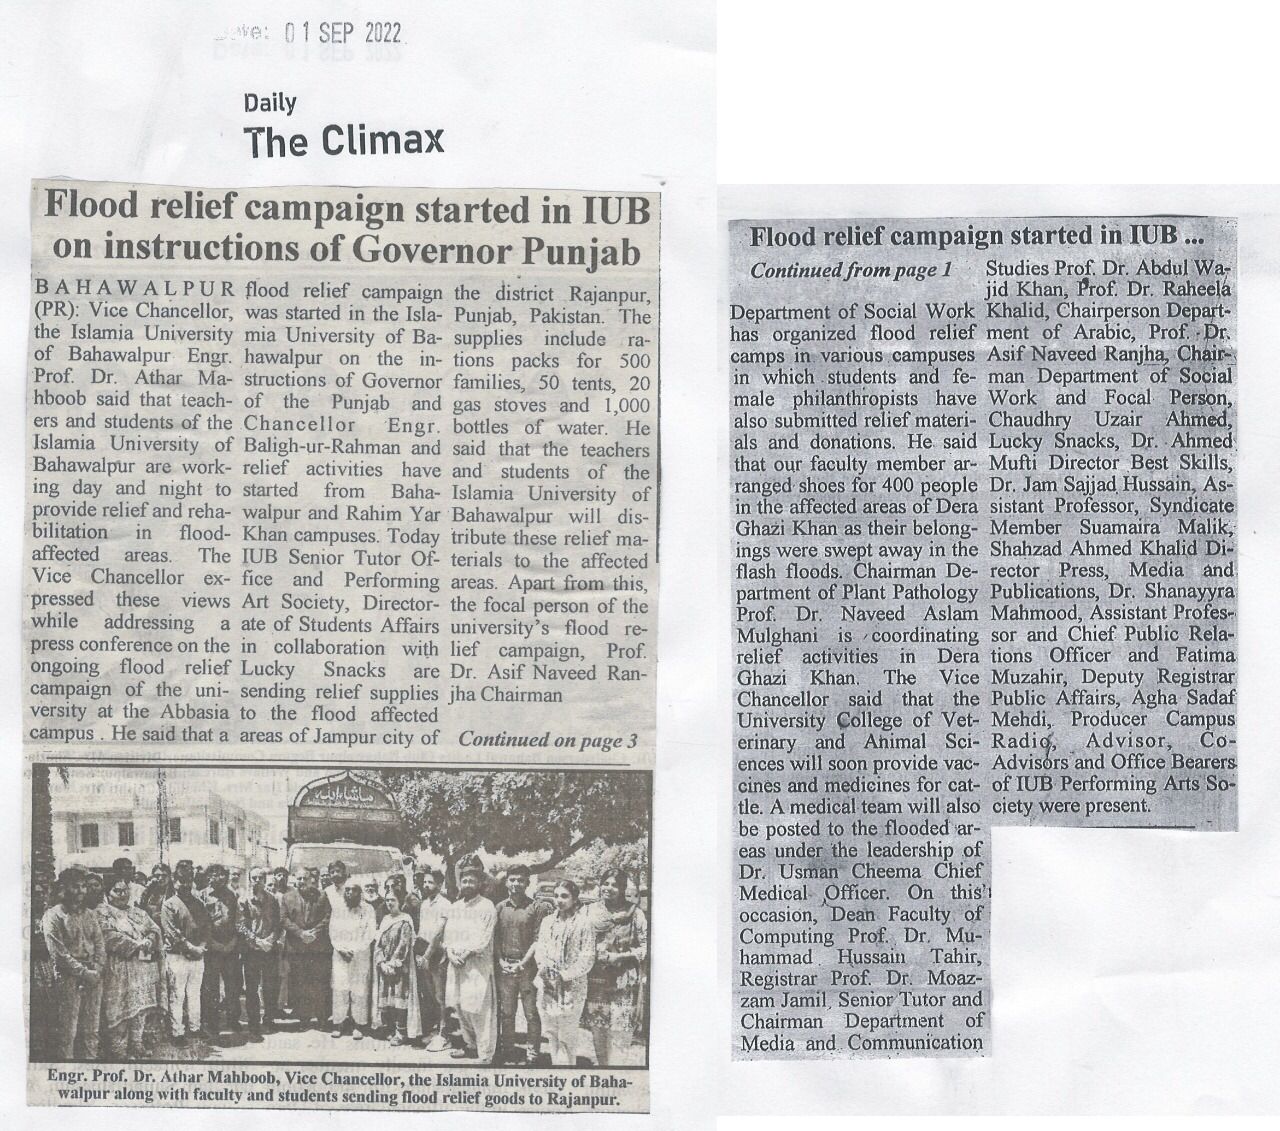 Date: 01 SEP 2022
Daily
The Climax
Flood relief campaign started in IUB
on instructions of Governor Punjab
BAHAWALPUR
(PR): Vice Chancellor,
the Islamia University
of Bahawalpur Engr.
Prof. Dr. Athar Ma-
hboob said that teach-
ers and students of the
Islamia University of
Bahawalpur are work-
ing day and night to
provide relief and reha-
bilitation in flood-
affected areas. The
Vice Chancellor ex-
pressed these views
while addressing a
press conference on the
ongoing flood relief
campaign of the uni-
versity at the Abbasia
campus . He said that a
flood relief campaign
was started in the Isla-
mia University of Ba-
hawalpur on the in-
structions of Governor
of the Punjab and
Chancellor Engr.
Baligh-ur-Rahman and
relief activities have
started from Baha-
walpur and Rahim Yar
Khan campuses. Today
IUB Senior Tutor Of-
fice and Performing
Art Society, Director-
ate of Students Affairs
in collaboration with
Lucky Snacks are
sending relief supplies
to the flood affected
areas of Jampur city of
the district Rajanpur,
Punjab, Pakistan. The
supplies include ra-
tions packs for 500
families, 50 tents, 20
gas stoves and 1,000
bottles of water. He
said that the teachers
and students of the
Islamia University of
Bahawalpur will dis-
tribute these relief ma-
terials to the affected
areas. Apart from this,
the focal person of the
university's flood re-
lief campaign, Prof.
Dr. Asif Naveed Ran-
jha Chairman
Continued on page 3
ماشاءاللہ
Engr. Prof. Dr. Athar Mahboob, Vice Chancellor, the Islamia University of Baha-
walpur along with faculty and students sending flood relief goods to Rajanpur.
Flood relief campaign started in IUB ...
Continued from page 1
Department of Social Work
has organized flood relief
camps in various campuses
in which students and fe-
male philanthropists have
also submitted relief materi-
als and donations. He said
that our faculty member ar-
ranged shoes for 400 people
in the affected areas of Dera
Ghazi Khan as their belong-
ings were swept away in the
flash floods. Chairman De-
partment of Plant Pathology
Prof. Dr. Naveed Aslam
Mulghani is coordinating
relief activities in Dera
Ghazi Khan. The Vice
Chancellor said that the
University College of Vet-
erinary and Animal Sci-
ences will soon provide vac-
cines and medicines for cat-
tle. A medical team will also
be posted to the flooded ar-
eas under the leadership of
Dr. Usman Cheema Chief
Medical Officer. On this
occasion, Dean Faculty of
Computing Prof. Dr. Mu-
hammad Hussain Tahir,
Registrar Prof. Dr. Moaz-
zam Jamil, Senior Tutor and
Chairman Department of
Media and Communication
Studies Prof. Dr. Abdul Wa-
jid Khan, Prof. Dr. Raheela
Khalid, Chairperson Depart-
ment of Arabic, Prof. Dr.
Asif Naveed Ranjha, Chair-
man Department of Social
Work and Focal Person,
Chaudhry Uzair Ahmed,
Lucky Snacks, Dr. Ahmed
Mufti Director Best Skills,
Dr. Jam Sajjad Hussain, As-
sistant Professor, Syndicate
Member Suamaira Malik,
Shahzad Ahmed Khalid Di-
rector Press, Media and
Publications, Dr. Shanayyra
Mahmood, Assistant Profes-
sor and Chief Public Rela-
tions Officer and Fatima
Muzahir, Deputy Registrar
Public Affairs, Agha Sadaf
Mehdi, Producer Campus
Radio, Advisor, Co-
Advisors and Office Bearers
of IUB Performing Arts So-
ciety were present.